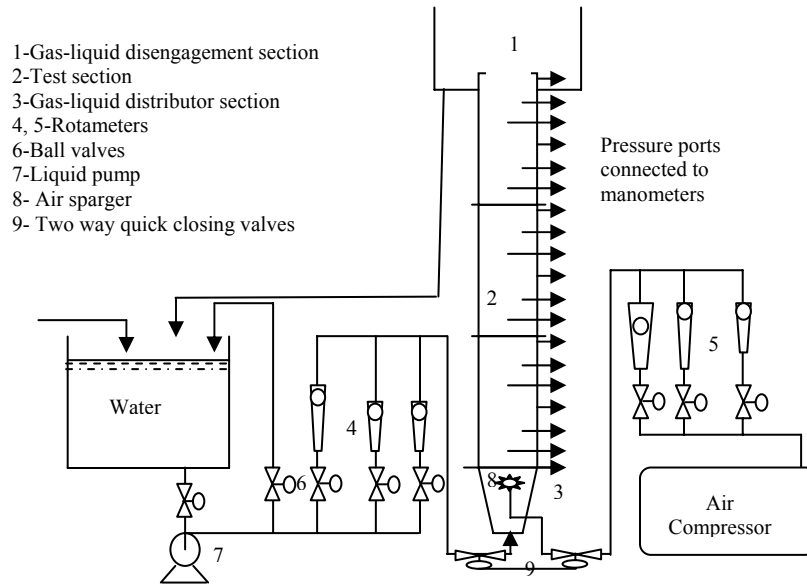 1-Gas-liquid disengagement section
2-Test section
3-Gas-liquid distributor section
4, 5-Rotameters
6-Ball valves
7-Liquid pump
8- Air sparger
9- Two way quick closing valves
1
Pressure ports
connected to
manometers
2
5
Water
4
6
8
3
Air
Compressor
7
9